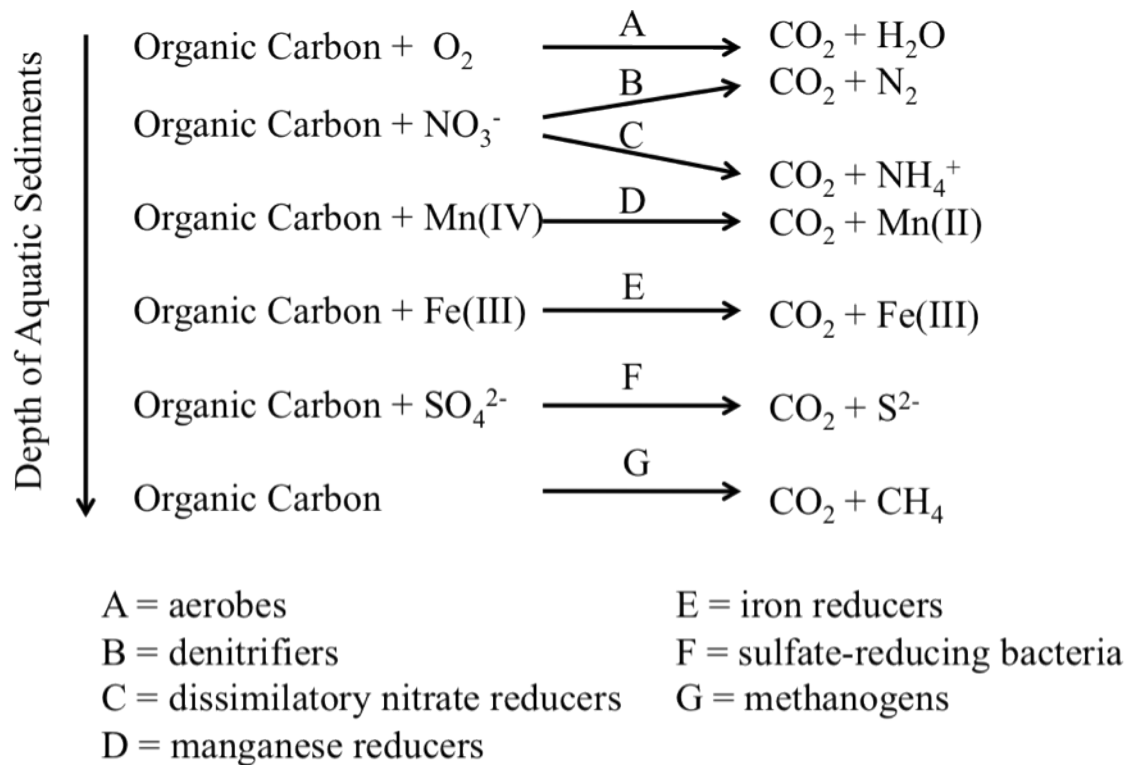 Depth of Aquatic Sediments
Organic Carbon + O₂ A CO₂ + H₂O
B CO₂ + N₂
Organic Carbon + NO₃⁻
C CO₂ + NH₄⁺
Organic Carbon + Mn(IV) D CO₂ + Mn(II)
Organic Carbon + Fe(III) E CO₂ + Fe(III)
Organic Carbon + SO₄²⁻ F CO₂ + S²⁻
Organic Carbon G CO₂ + CH₄
A = aerobes
B = denitrifiers
C = dissimilatory nitrate reducers
D = manganese reducers
E = iron reducers
F = sulfate-reducing bacteria
G = methanogens